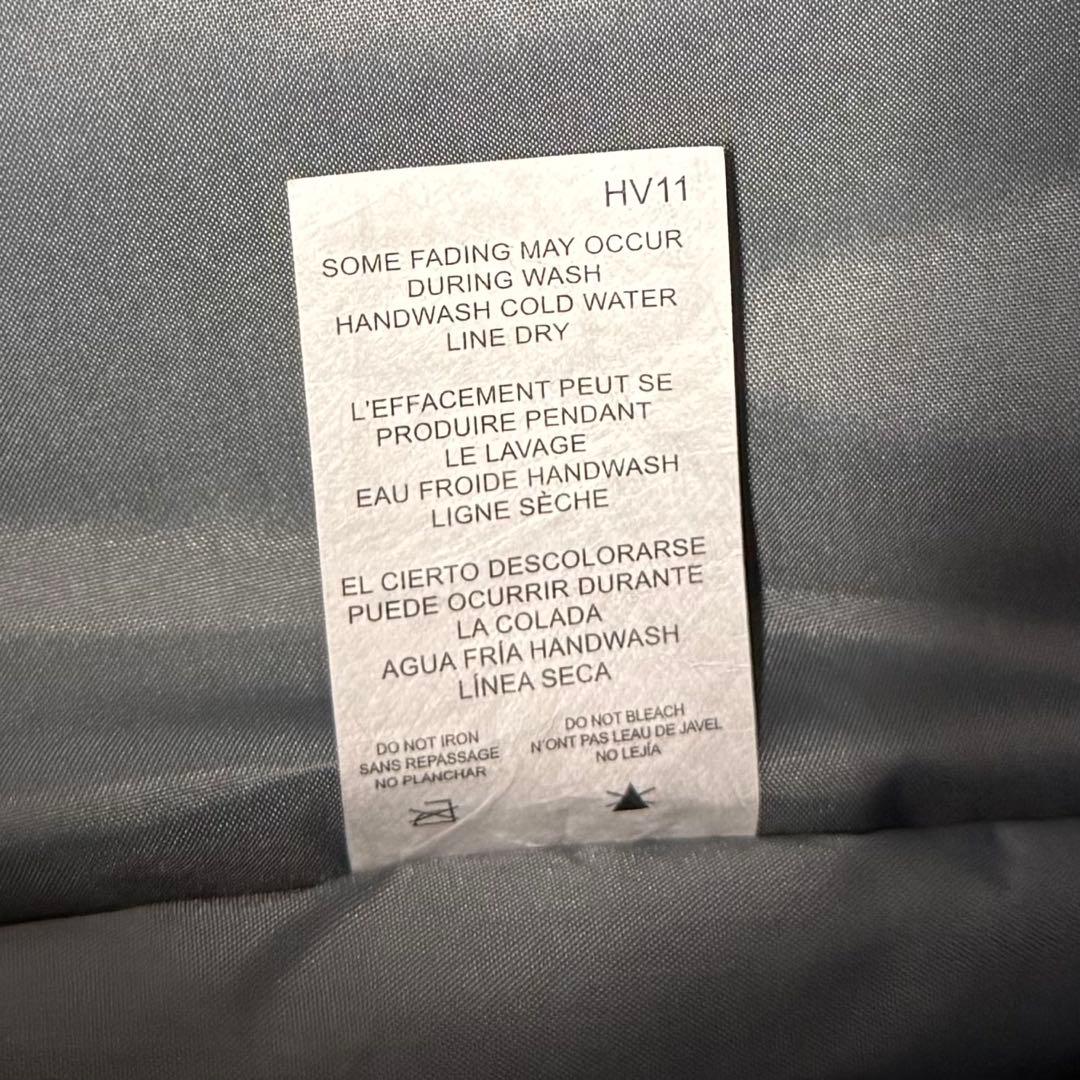 HV11
SOME FADING MAY OCCUR
DURING WASH
HANDWASH COLD WATER
LINE DRY
L'EFFACEMENT PEUT SE
PRODUIRE PENDANT
LE LAVAGE
EAU FROIDE HANDWASH
LIGNE SÈCHE
EL CIERTO DESCOLORARSE
PUEDE OCURRIR DURANTE
LA COLADA
AGUA FRÍA HANDWASH
LÍNEA SECA
DO NOT IRON
SANS REPASSAGE
NO PLANCHAR
DO NOT BLEACH
N'ONT PAS LEAU DE JAVEL
NO LEJÍA